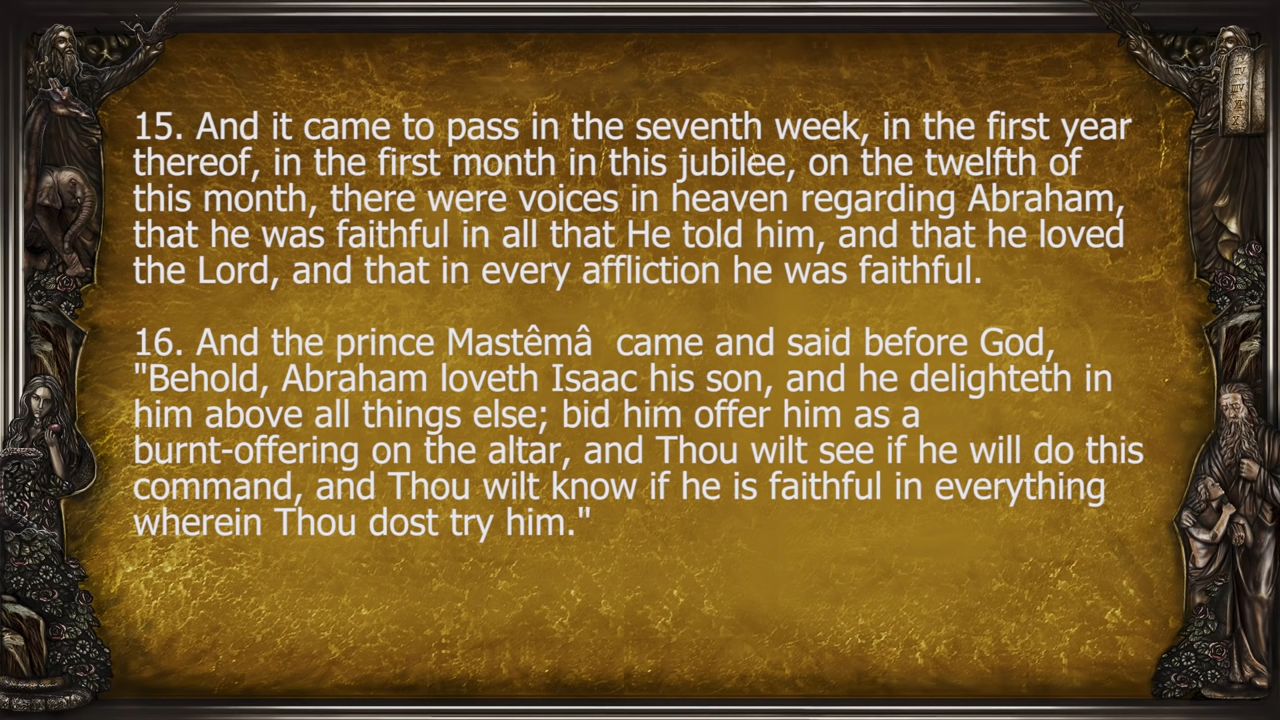 15. And it came to pass in the seventh week, in the first year
thereof, in the first month in this jubilee, on the twelfth of
this month, there were voices in heaven regarding Abraham,
that he was faithful in all that He told him, and that he loved
the Lord, and that in every affliction he was faithful.
16. And the prince Mastêmâ  came and said before God,
"Behold, Abraham loveth Isaac his son, and he delighteth in
him above all things else; bid him offer him as a
burnt-offering on the altar, and Thou wilt see if he will do this
command, and Thou wilt know if he is faithful in everything
wherein Thou dost try him."